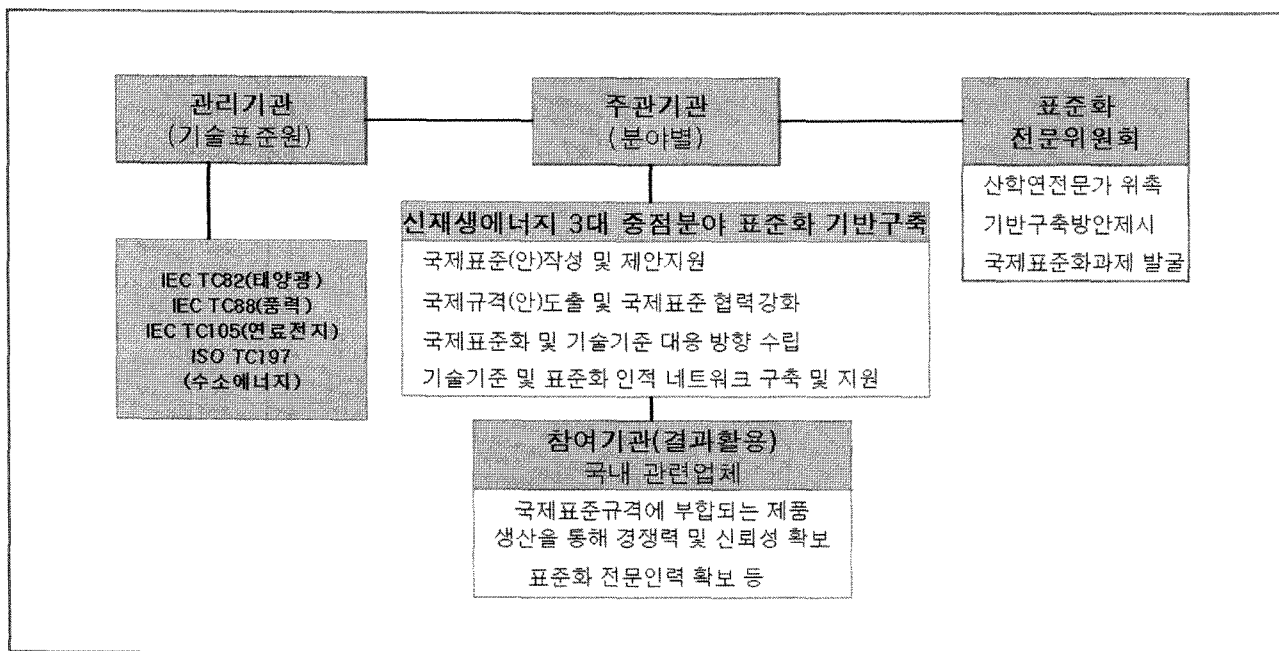 관리기관
(기술표준원)
주관기관
(분야별)
표준화
전문위원회
산학연전문가 위촉
기반구축방안제시
국제표준화과제 발굴
IEC TC82(태양광)
IEC TC88(풍력)
IEC TC105(연료전지)
ISO TC197
(수소에너지)
신재생에너지 3대 중점분야 표준화 기반구축
국제표준(안)작성 및 제안지원
국제규격(안)도출 및 국제표준 협력강화
국제표준화 및 기술기준 대응 방향 수립
기술기준 및 표준화 인적 네트워크 구축 및 지원
참여기관(결과활용)
국내 관련업체
국제표준규격에 부합되는 제품
생산을 통해 경쟁력 및 신뢰성 확보
표준화 전문인력 확보 등